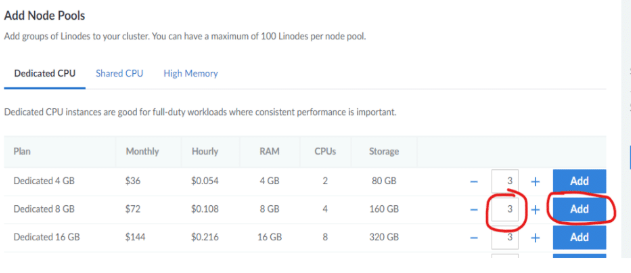 Add Node Pools
Add groups of Linodes to your cluster. You can have a maximum of 100 Linodes per node pool.
Dedicated CPU Shared CPU High Memory
Dedicated CPU instances are good for full-duty workloads where consistent performance is important.
Plan Monthly Hourly RAM CPUs Storage
Dedicated 4 GB $36 $0.054 4 GB 2 80 GB − 3 + Add
Dedicated 8 GB $72 $0.108 8 GB 4 160 GB − 3 + Add
Dedicated 16 GB $144 $0.216 16 GB 8 320 GB − 3 + Add